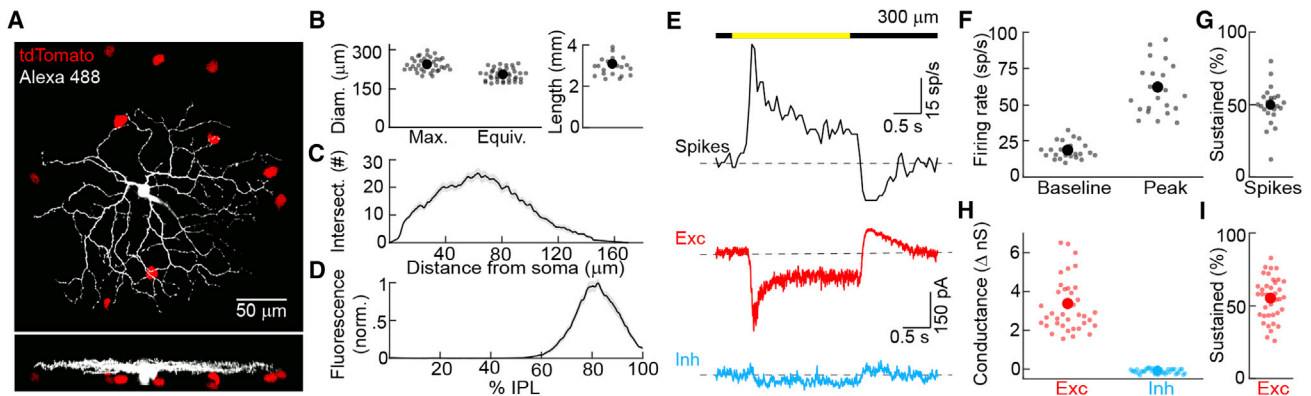 A
tdTomato
Alexa 488
50 μm
B
Diam. (μm)
300
150
0
Max.
Equiv.
Length (mm)
4
2
0
C
Intersect. (#)
30
20
10
0
40
80
120
160
Distance from soma (μm)
D
Fluorescence
(norm.)
1
.5
0
20
40
60
80
100
% IPL
E
300 μm
15 sp/s
0.5 s
Spikes
Exc
150 pA
0.5 s
Inh
F
Firing rate (sp/s)
100
75
50
25
0
Baseline
Peak
G
Sustained (%)
100
50
0
Spikes
H
Conductance (Δ nS)
6
4
2
0
Exc
Inh
I
Sustained (%)
100
50
0
Exc